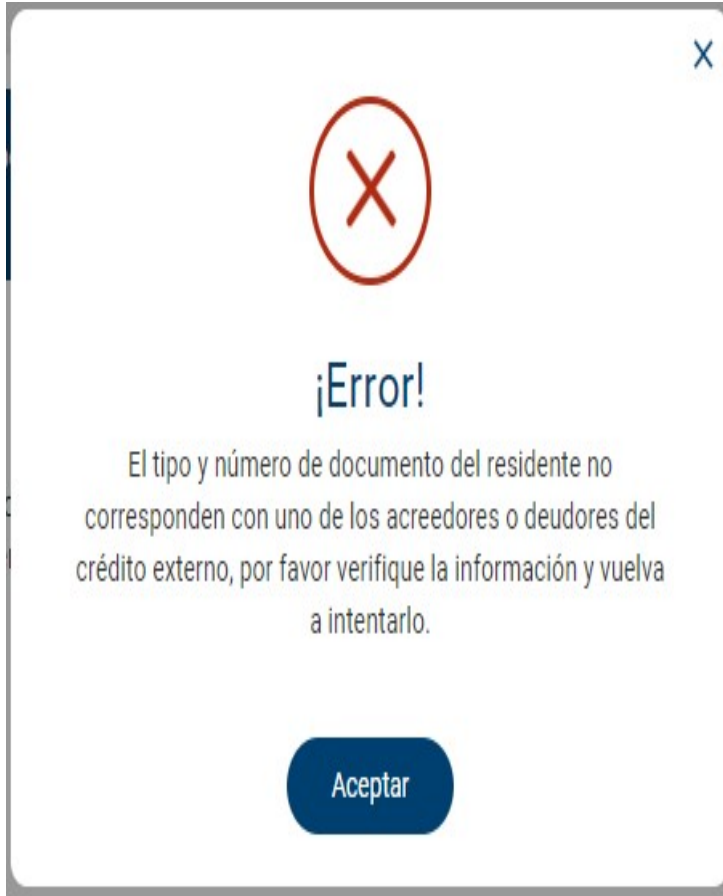 X
¡Error!
El tipo y número de documento del residente no
corresponden con uno de los acreedores o deudores del
crédito externo, por favor verifique la información y vuelva
a intentarlo.
Aceptar